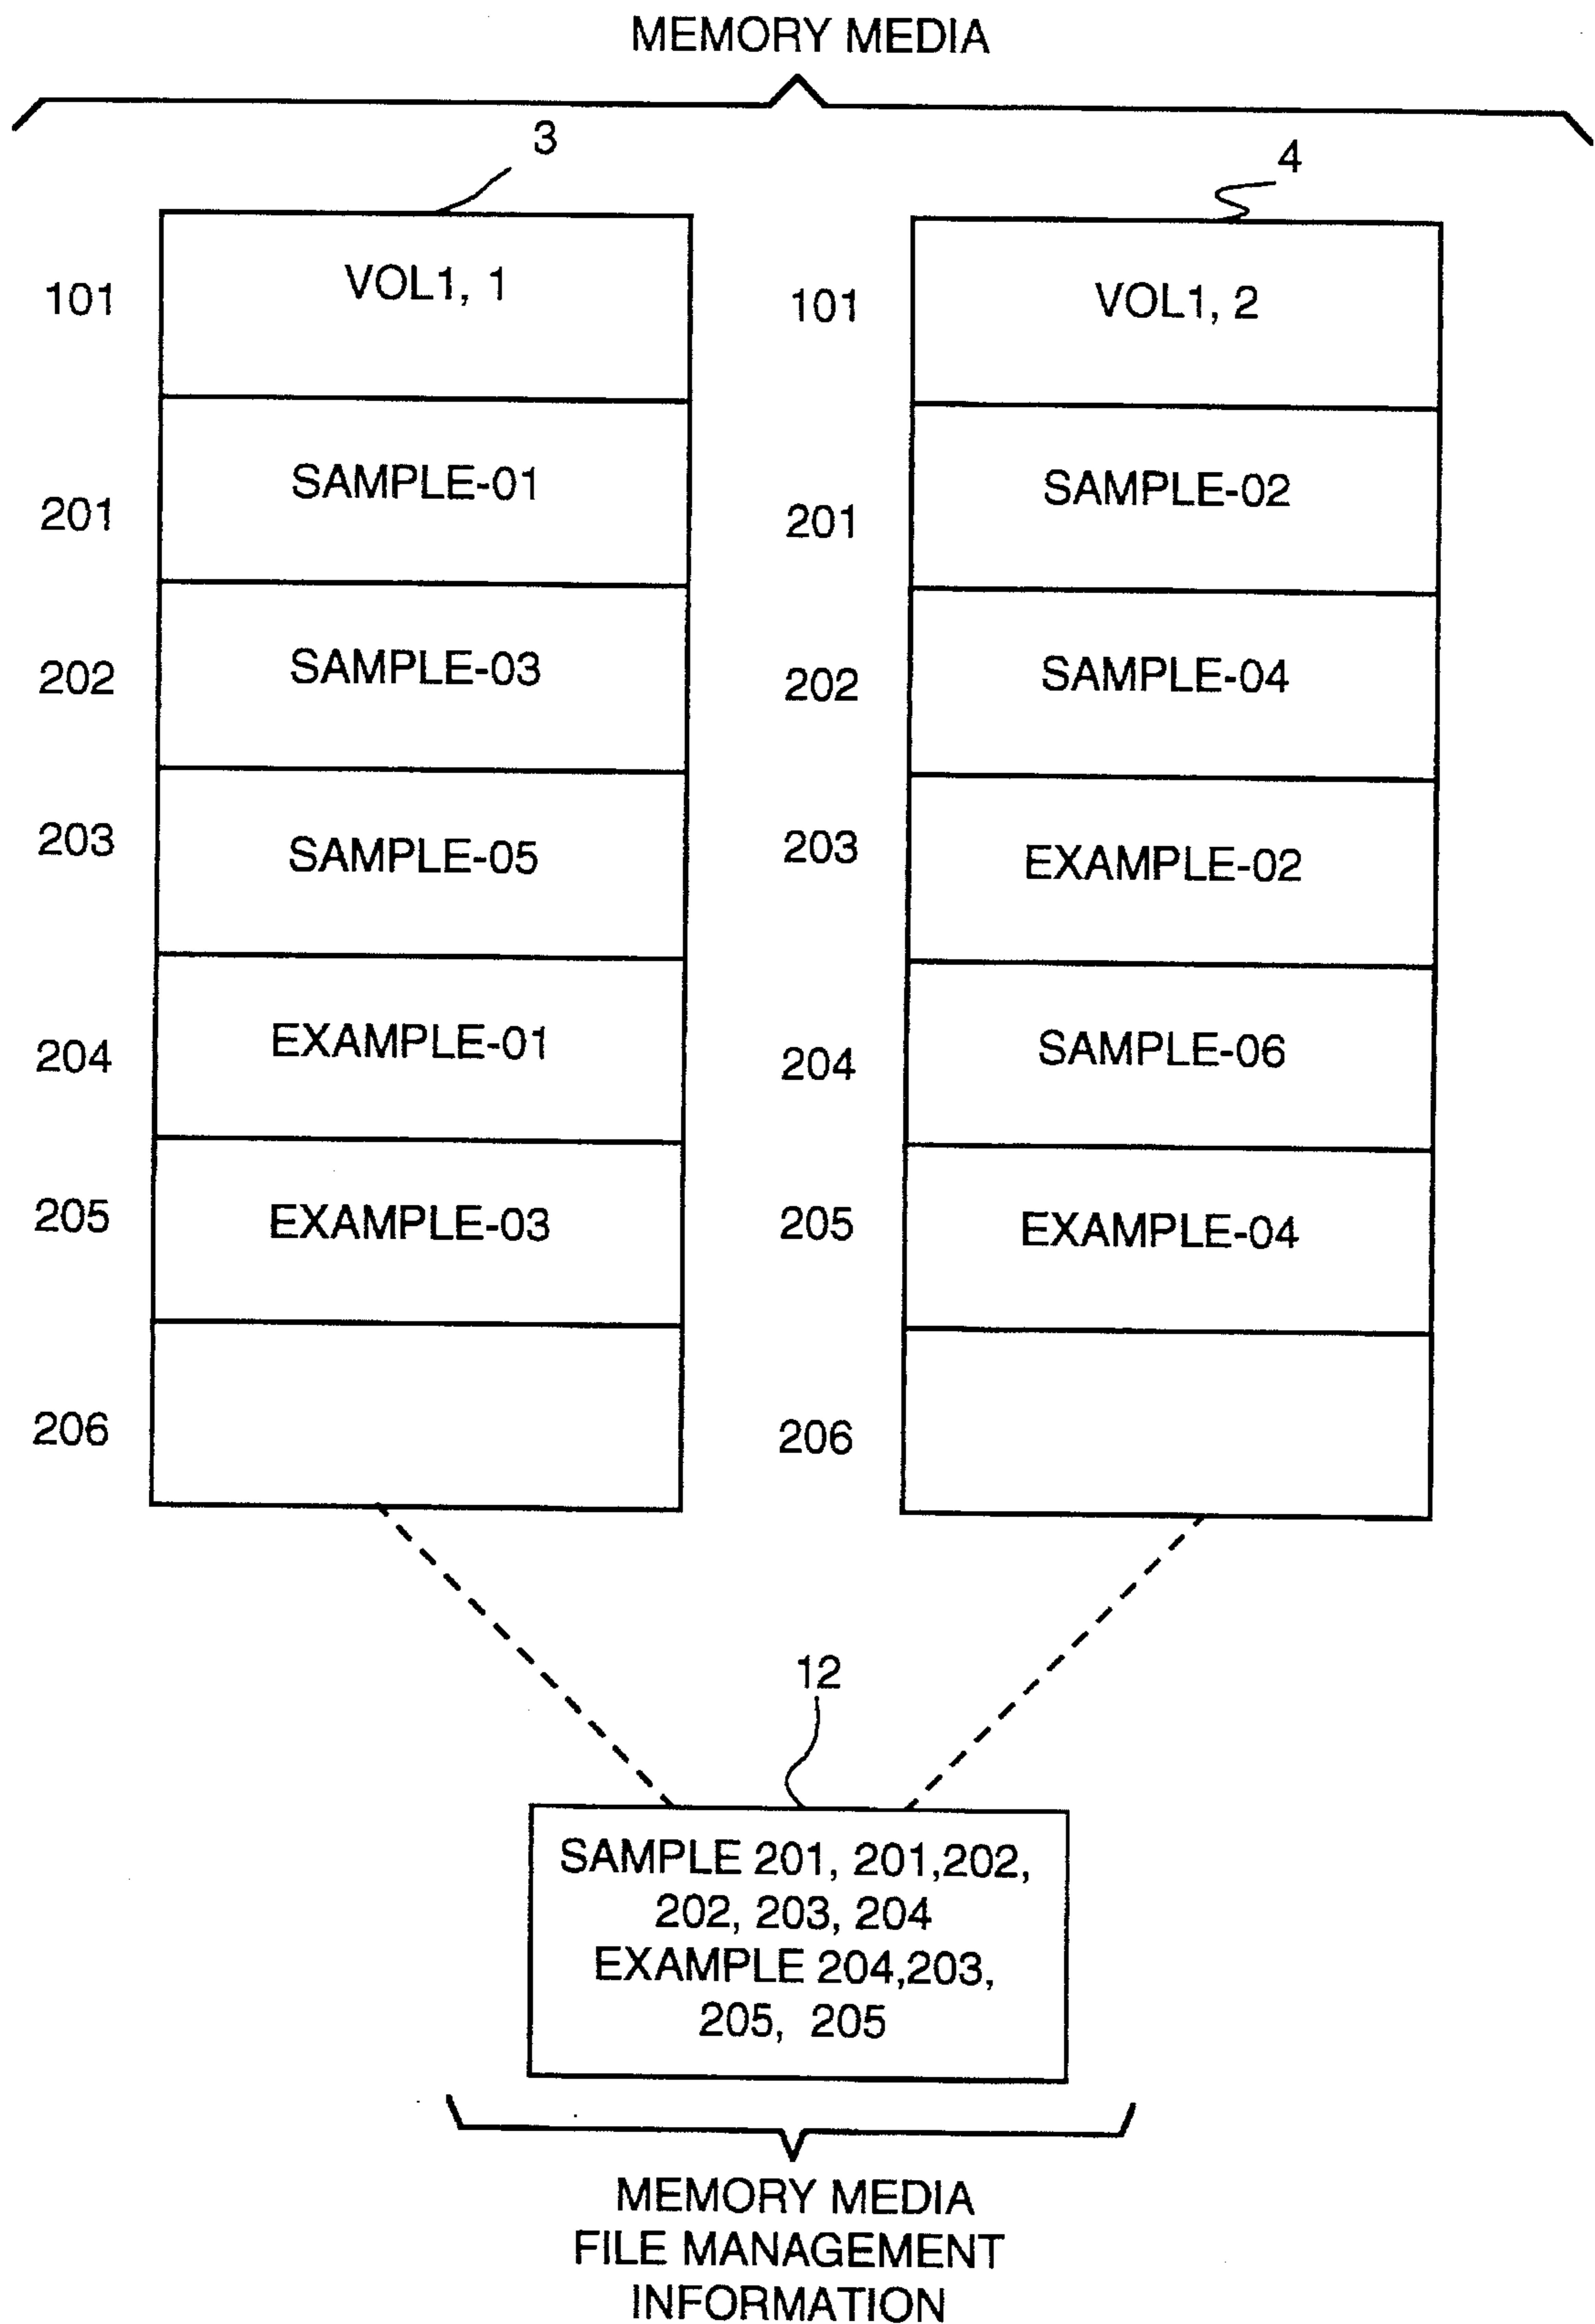 MEMORY MEDIA
3
4
101
VOL1, 1
101
VOL1, 2
201
SAMPLE-01
201
SAMPLE-02
202
SAMPLE-03
202
SAMPLE-04
203
SAMPLE-05
203
EXAMPLE-02
204
EXAMPLE-01
204
SAMPLE-06
205
EXAMPLE-03
205
EXAMPLE-04
206
206
12
SAMPLE 201, 201,202,
202, 203, 204
EXAMPLE 204,203,
205, 205
MEMORY MEDIA
FILE MANAGEMENT
INFORMATION